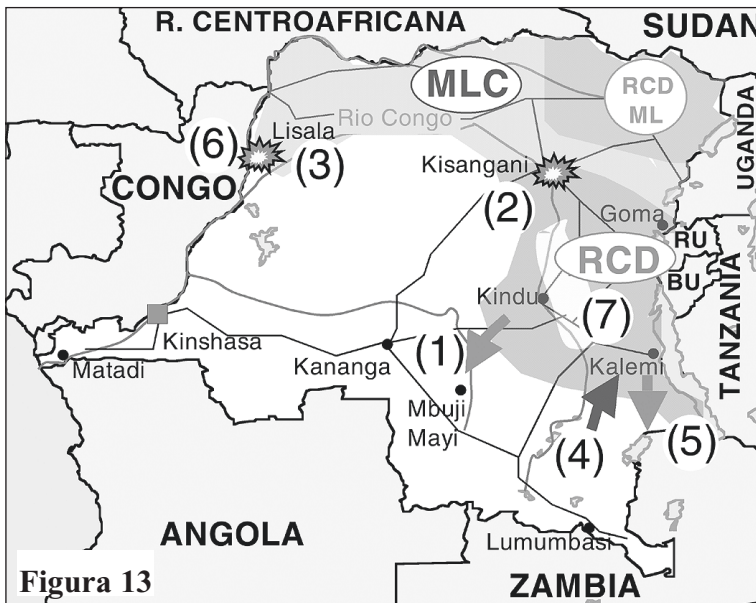 R. CENTROAFRICANA
SUDAN
MLC
RCD
ML
Rio Congo
UGANDA
(6)
Lisala
(3)
Kisangani
CONGO
(2)
Goma
RU
RCD
BU
TANZANIA
Kindu
(7)
Kinshasa
(1)
Matadi
Kananga
Kalemi
Mbuji
Mayi
(4)
(5)
ANGOLA
Lumumbasi
Figura 13
ZAMBIA